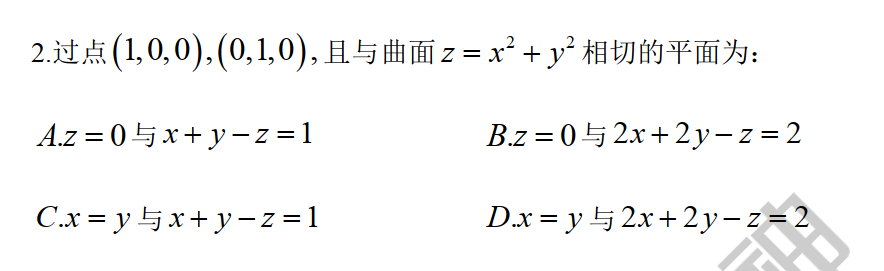 2.过点(1,0,0),(0,1,0),且与曲面z=x²+y²相切的平面为：
A.z=0与x+y-z=1 B.z=0与2x+2y-z=2
C.x=y与x+y-z=1 D.x=y与2x+2y-z=2